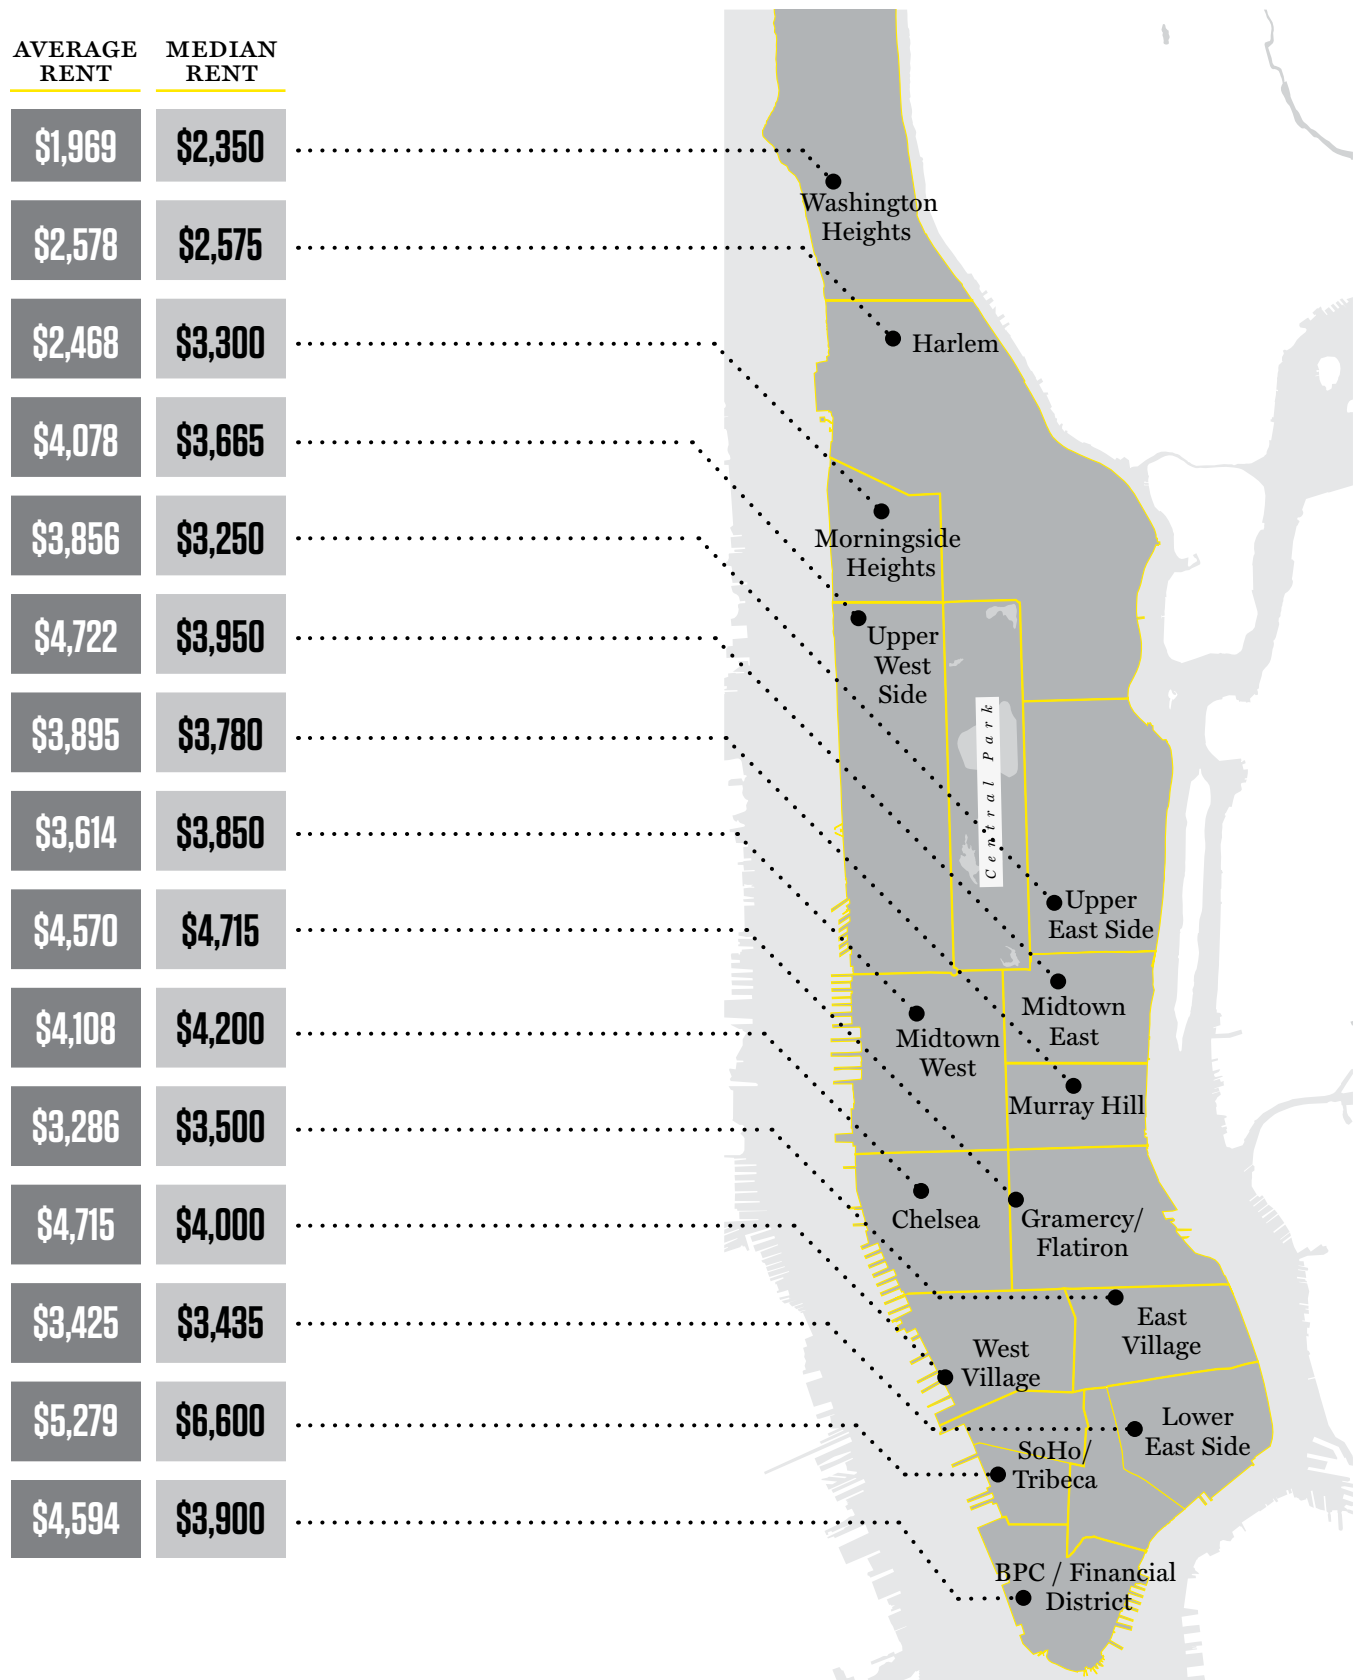 AVERAGE
RENT
MEDIAN
RENT
$1,969 $2,350
$2,578 $2,575
$2,468 $3,300
$4,078 $3,665
$3,856 $3,250
$4,722 $3,950
$3,895 $3,780
$3,614 $3,850
$4,570 $4,715
$4,108 $4,200
$3,286 $3,500
$4,715 $4,000
$3,425 $3,435
$5,279 $6,600
$4,594 $3,900
Washington
Heights
Harlem
Morningside
Heights
Upper
West
Side
Central Park
Upper
East Side
Midtown
East
Midtown
West
Murray Hill
Chelsea
Gramercy/
Flatiron
East
Village
West
Village
Lower
East Side
SoHo/
Tribeca
BPC / Financial
District